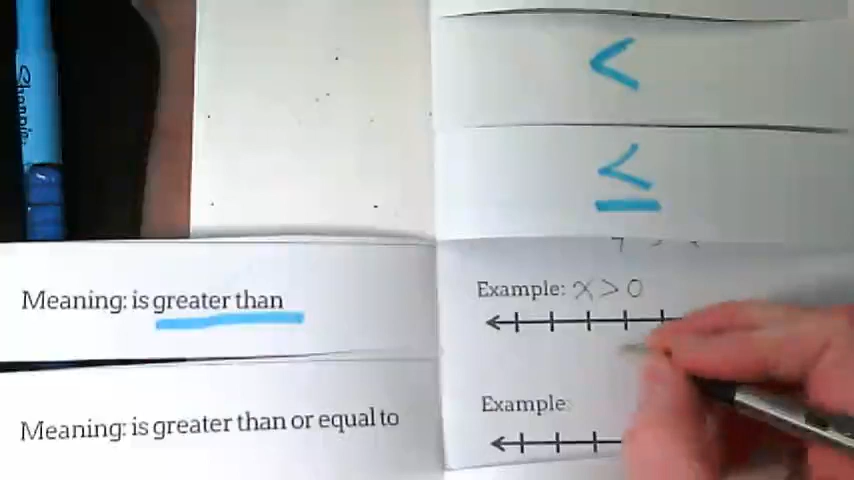 Sharpie
<
≤
Meaning: is greater than
Example: x > 0
Meaning: is greater than or equal to
Example: